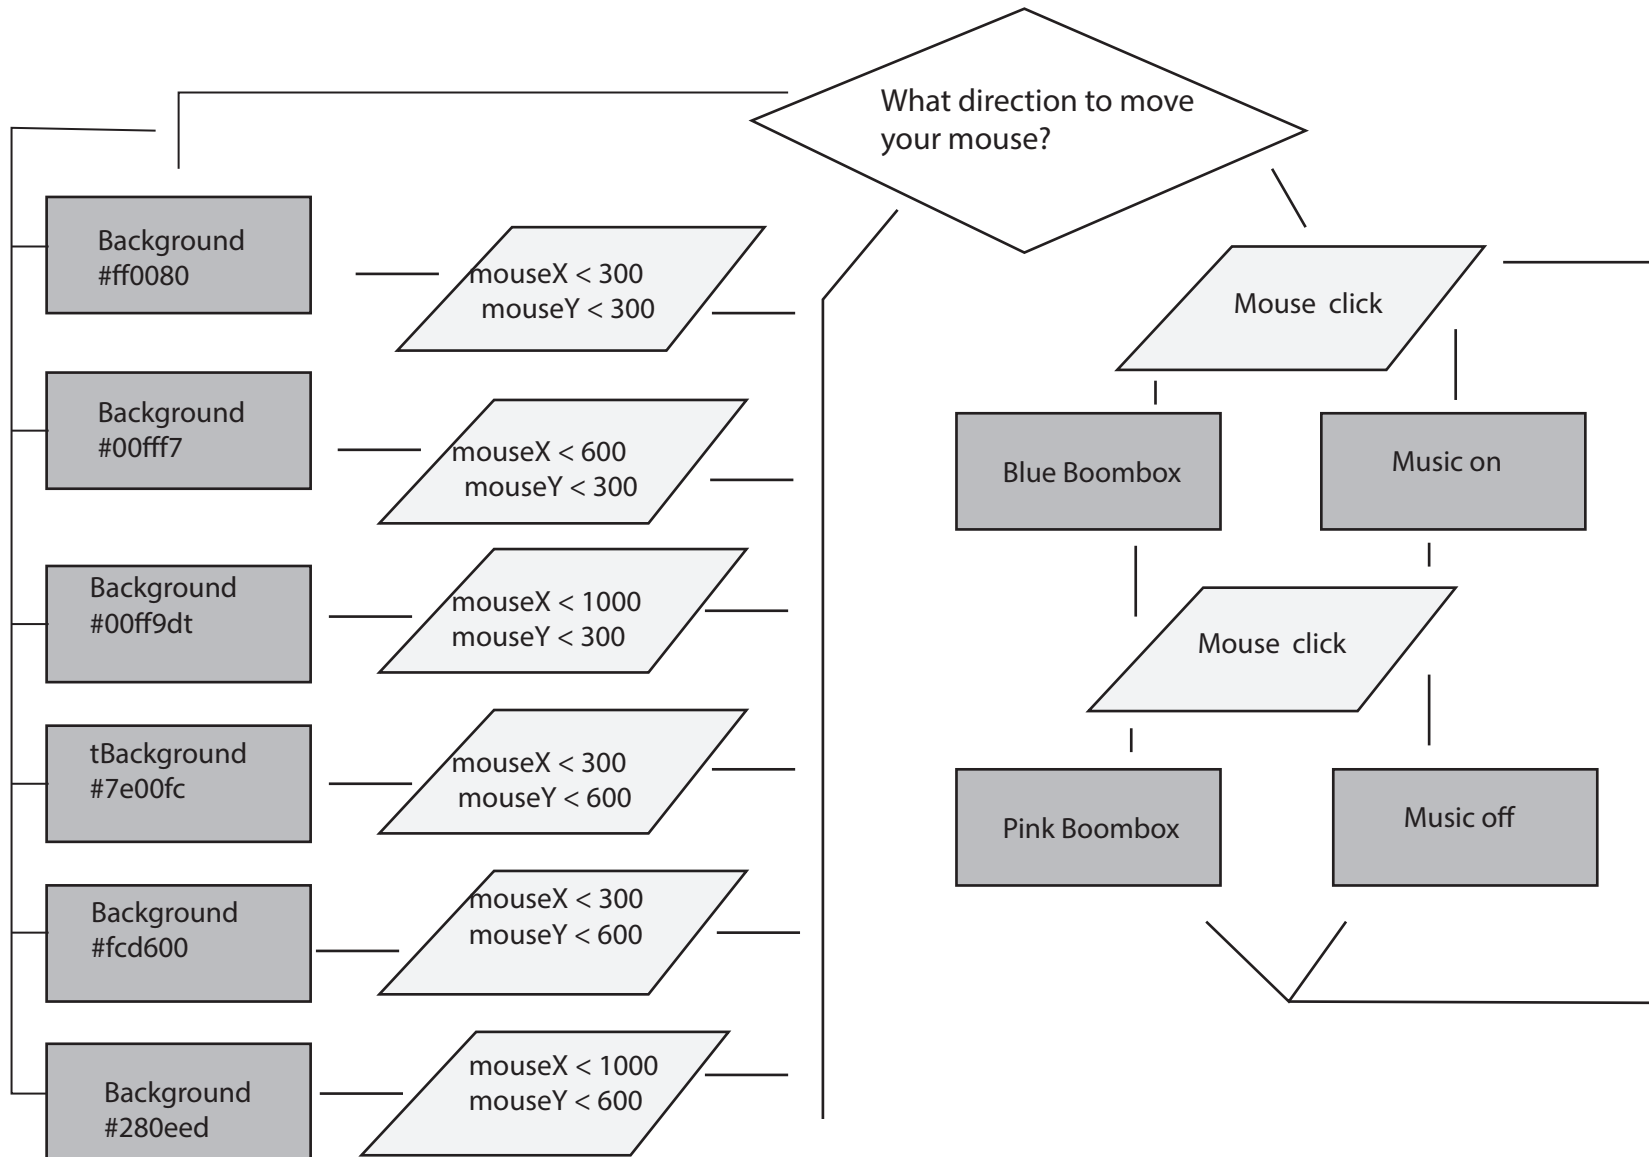 What direction to move
your mouse?
Background
#ff0080
mouseX < 300
mouseY < 300
Background
#00fff7
mouseX < 600
mouseY < 300
Background
#00ff9dt
mouseX < 1000
mouseY < 300
tBackground
#7e00fc
mouseX < 300
mouseY < 600
Background
#fcd600
mouseX < 300
mouseY < 600
Background
#280eed
mouseX < 1000
mouseY < 600
Mouse click
Blue Boombox
Music on
Mouse click
Pink Boombox
Music off